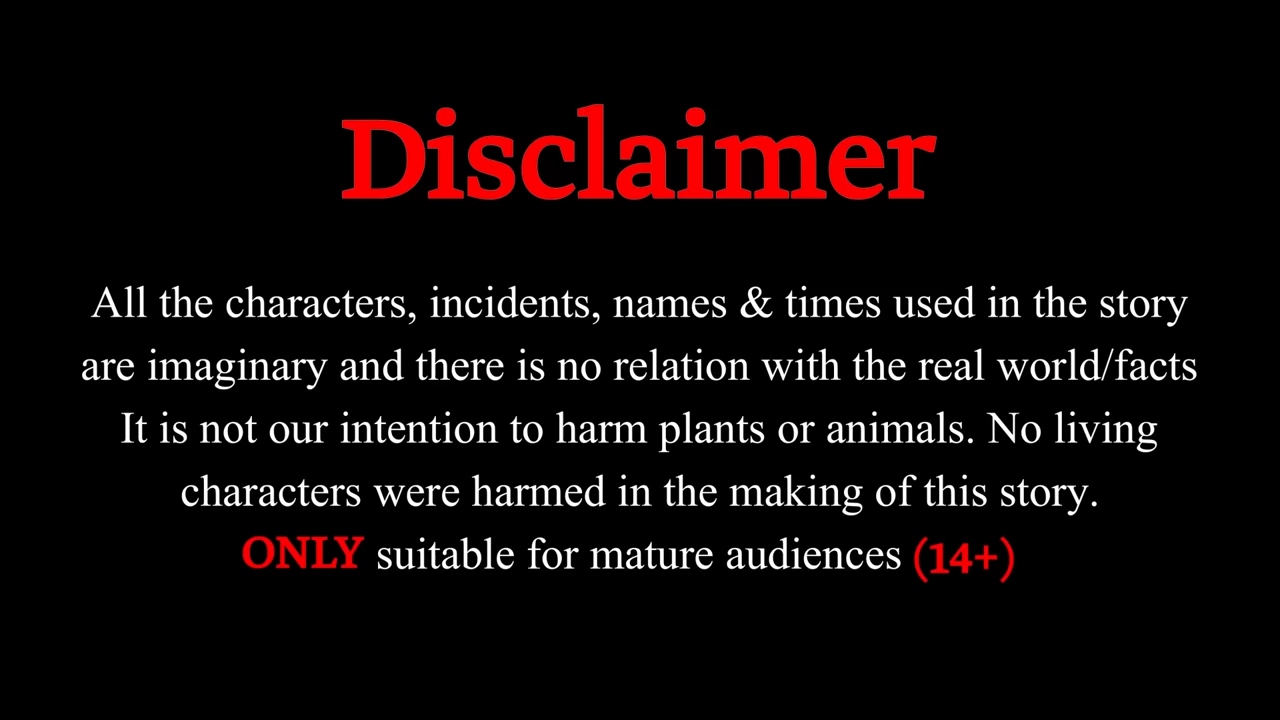 Disclaimer
All the characters, incidents, names & times used in the story
are imaginary and there is no relation with the real world/facts
It is not our intention to harm plants or animals. No living
characters were harmed in the making of this story.
ONLY suitable for mature audiences (14+)